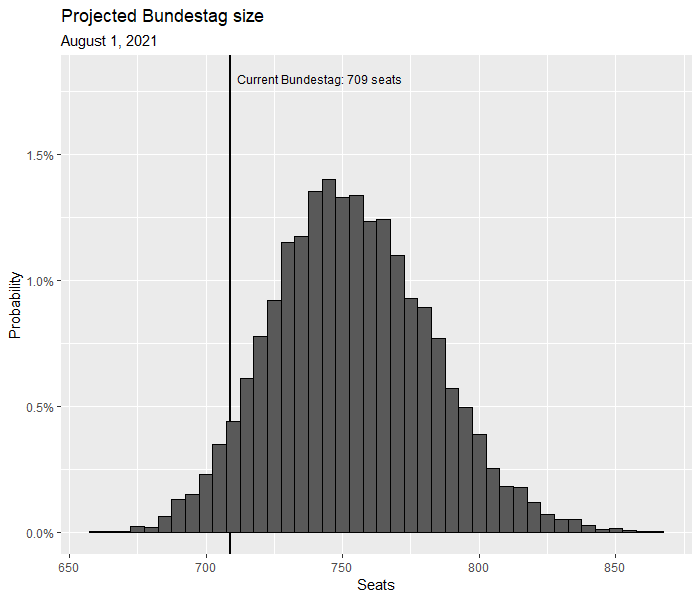 Projected Bundestag size
August 1, 2021
Current Bundestag: 709 seats
1.5%
1.0%
0.5%
0.0%
Probability
650 700 750 800 850
Seats